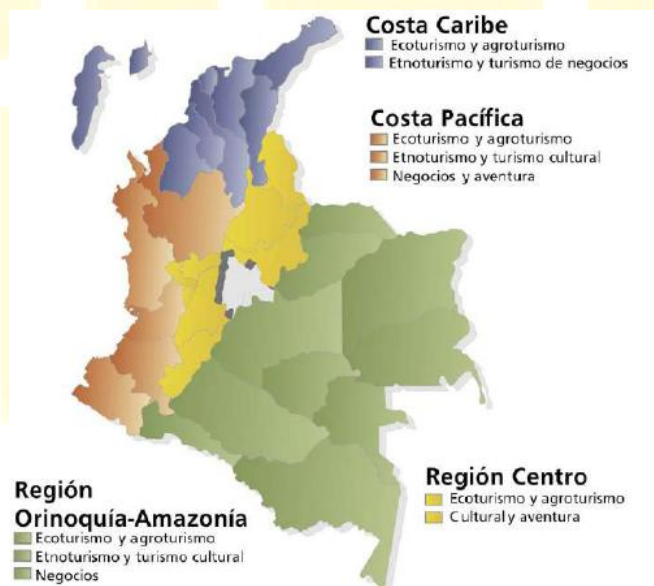 Costa Caribe
Ecoturismo y agroturismo
Etnoturismo y turismo de negocios
Costa Pacífica
Ecoturismo y agroturismo
Etnoturismo y turismo cultural
Negocios y aventura
Región Centro
Ecoturismo y agroturismo
Cultural y aventura
Región
Orinoquía-Amazonía
Ecoturismo y agroturismo
Etnoturismo y turismo cultural
Negocios